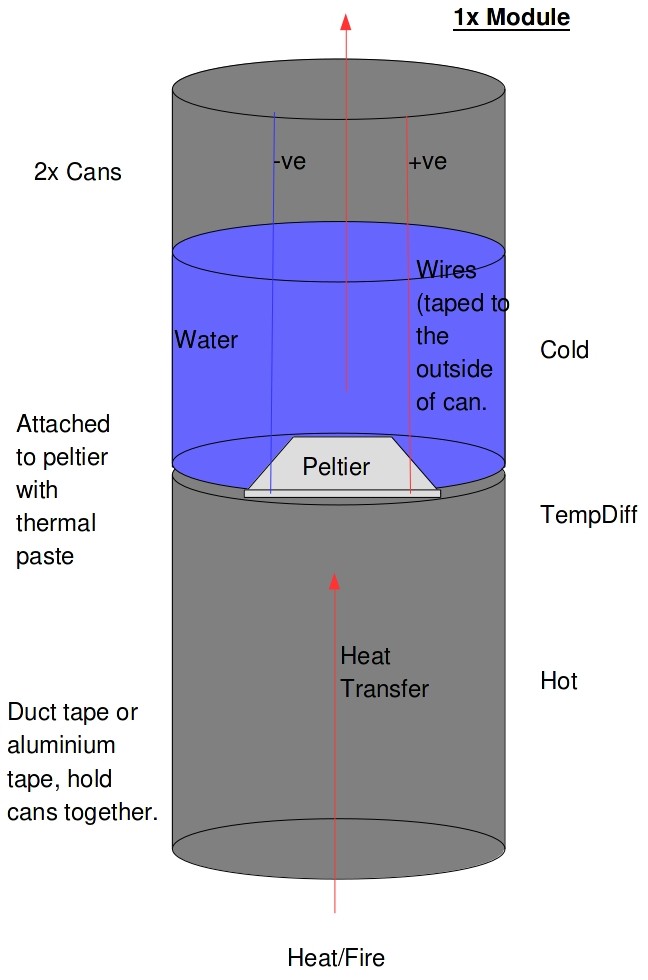 1x Module
2x Cans
-ve
+ve
Wires
(taped to
the
outside
of can.
Water
Cold
Attached
to peltier
with
thermal
paste
Peltier
TempDiff
Heat
Transfer
Hot
Duct tape or
aluminium
tape, hold
cans together.
Heat/Fire